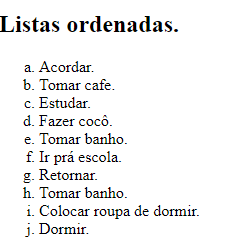 Listas ordenadas.
a. Acordar.
b. Tomar cafe.
c. Estudar.
d. Fazer cocô.
e. Tomar banho.
f. Ir prá escola.
g. Retornar.
h. Tomar banho.
i. Colocar roupa de dormir.
j. Dormir.